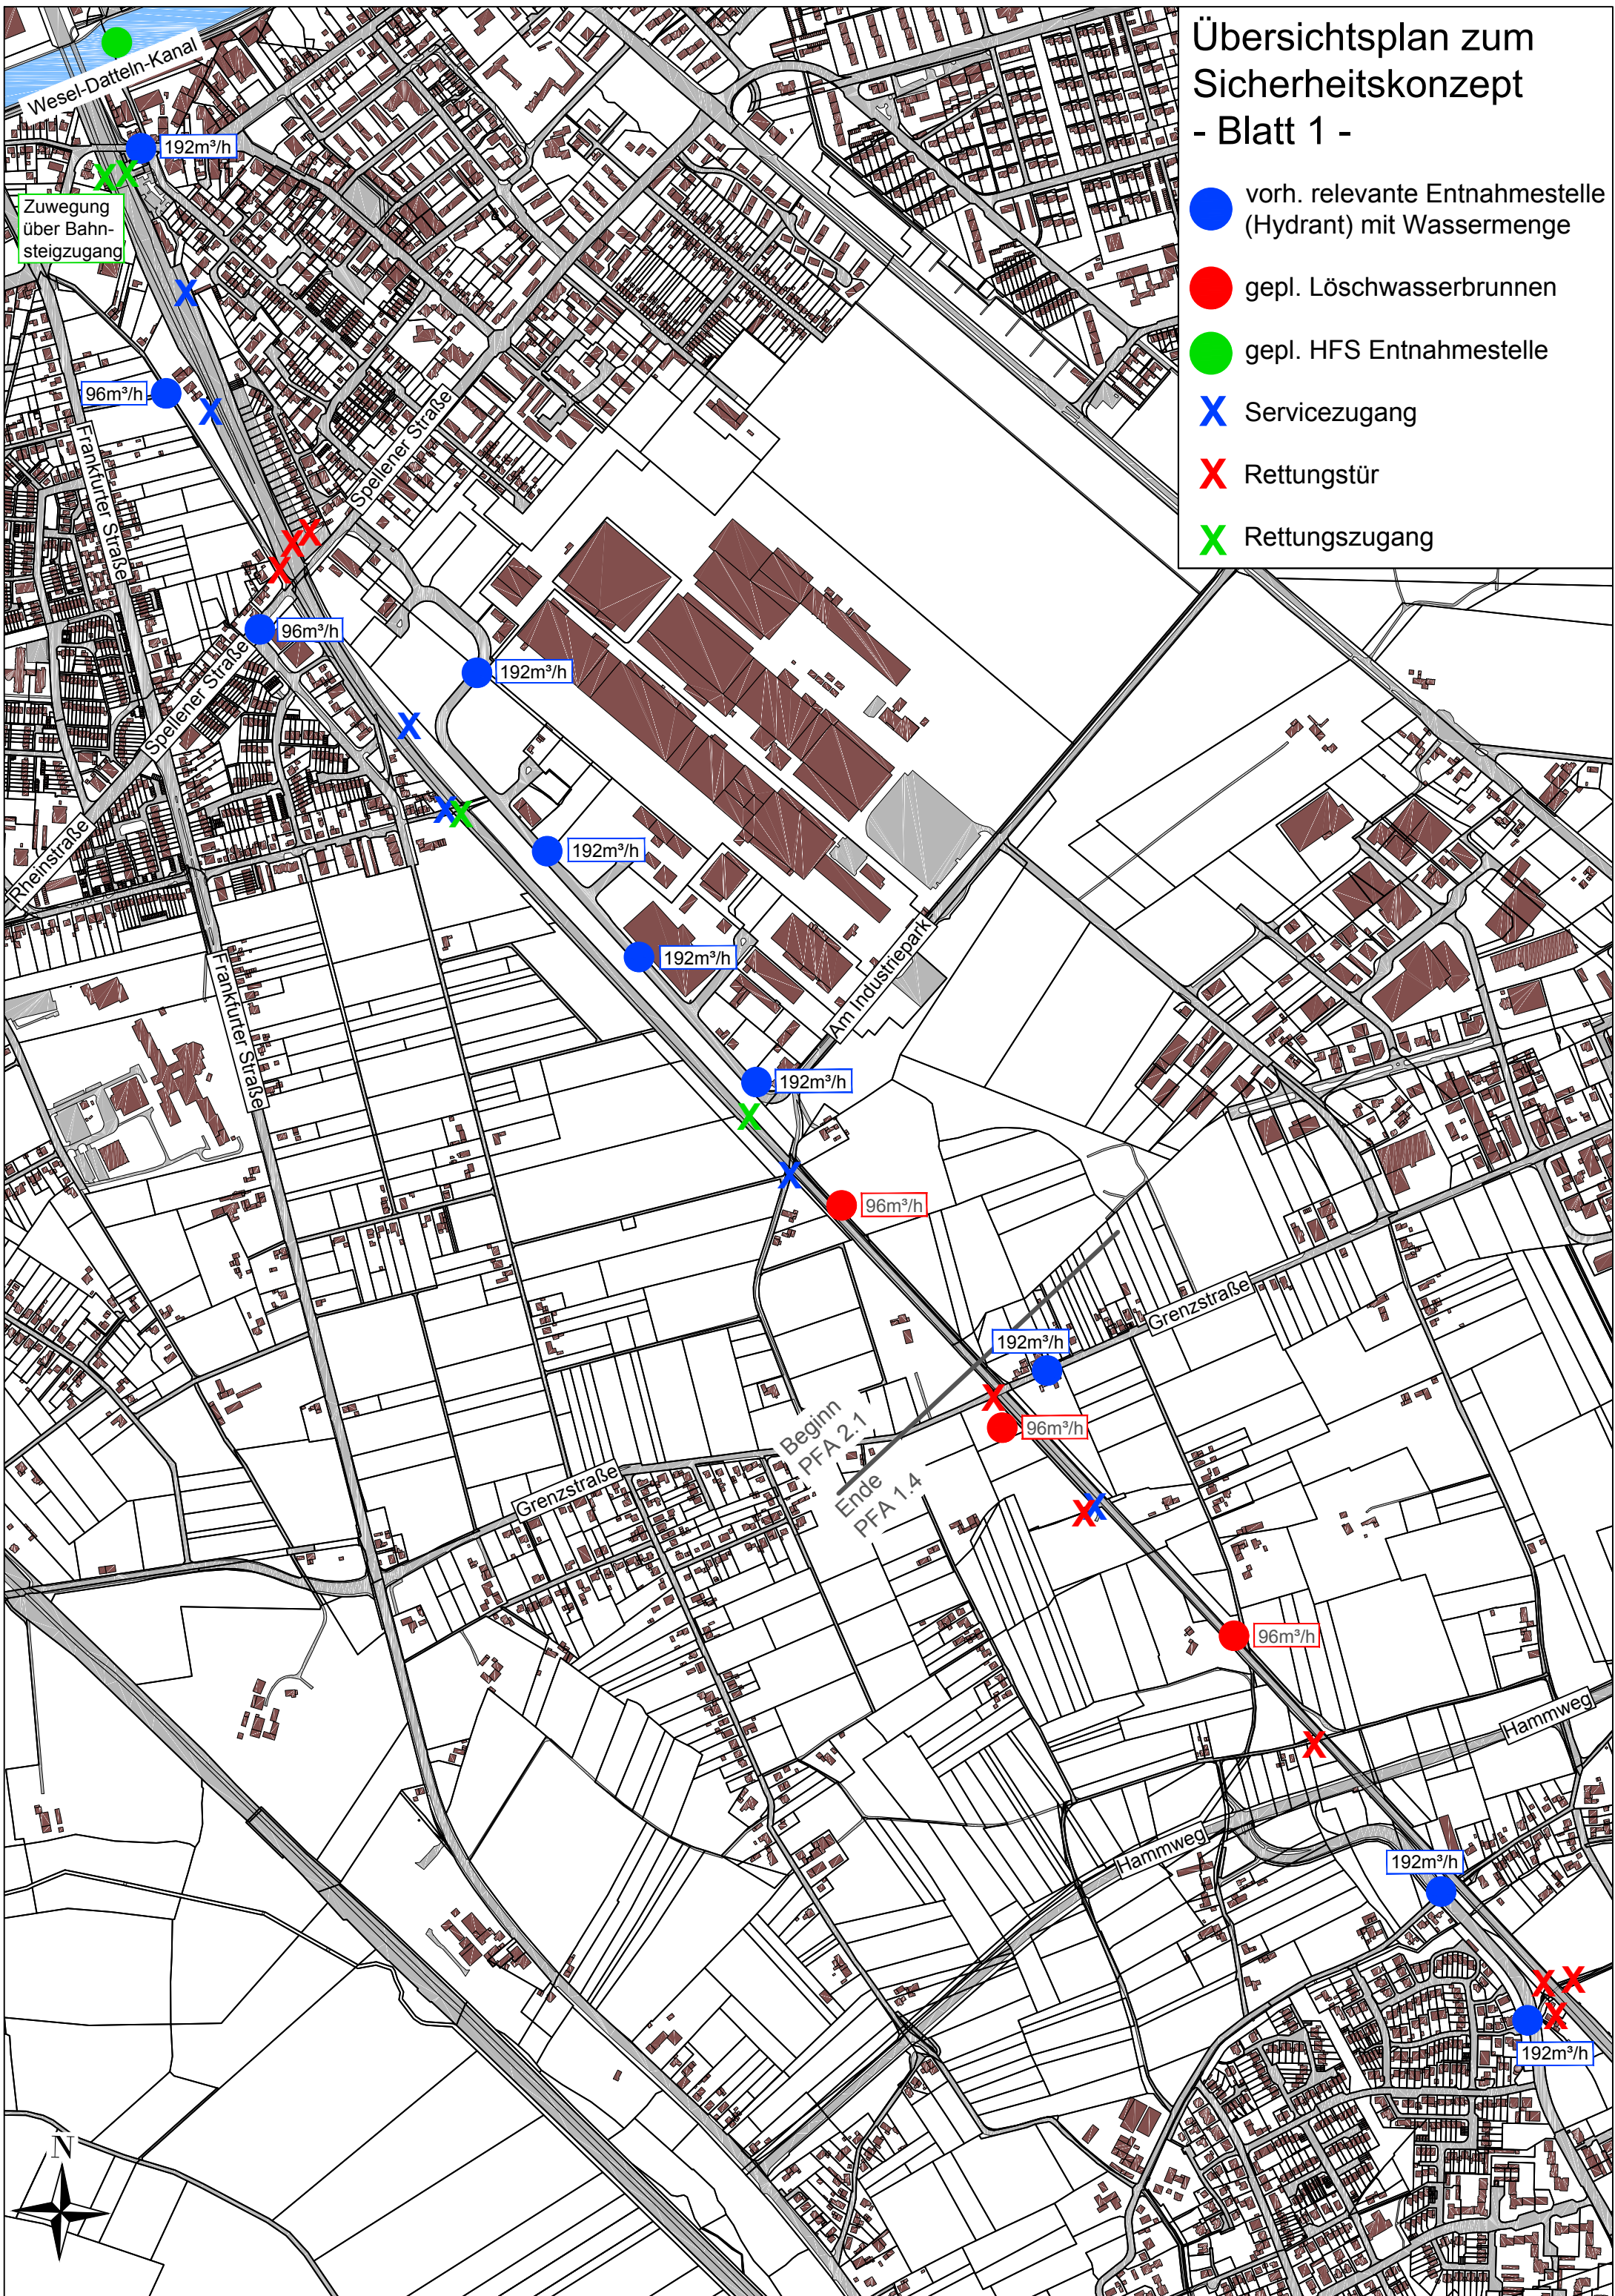 Übersichtsplan zum
Sicherheitskonzept
- Blatt 1 -
vorh. relevante Entnahmestelle
(Hydrant) mit Wassermenge
gepl. Löschwasserbrunnen
gepl. HFS Entnahmestelle
X Servicezugang
X Rettungstür
X Rettungszugang
Wesel-Datteln-Kanal
192m³/h
X X
Zuwegung
über Bahn-
steigzugang
X
96m³/h
X
Frankfurter Straße
Spellener Straße
X X X
96m³/h
Spellener Straße
192m³/h
X
X X
Rheinstraße
192m³/h
192m³/h
Frankfurter Straße
Am Industriepark
192m³/h
X
X
96m³/h
Grenzstraße
192m³/h
X
96m³/h
Beginn
PFA 2.1
Ende
PFA 1.4
Grenzstraße
X X
96m³/h
X
Hammweg
Hammweg
192m³/h
X X
X
192m³/h
N